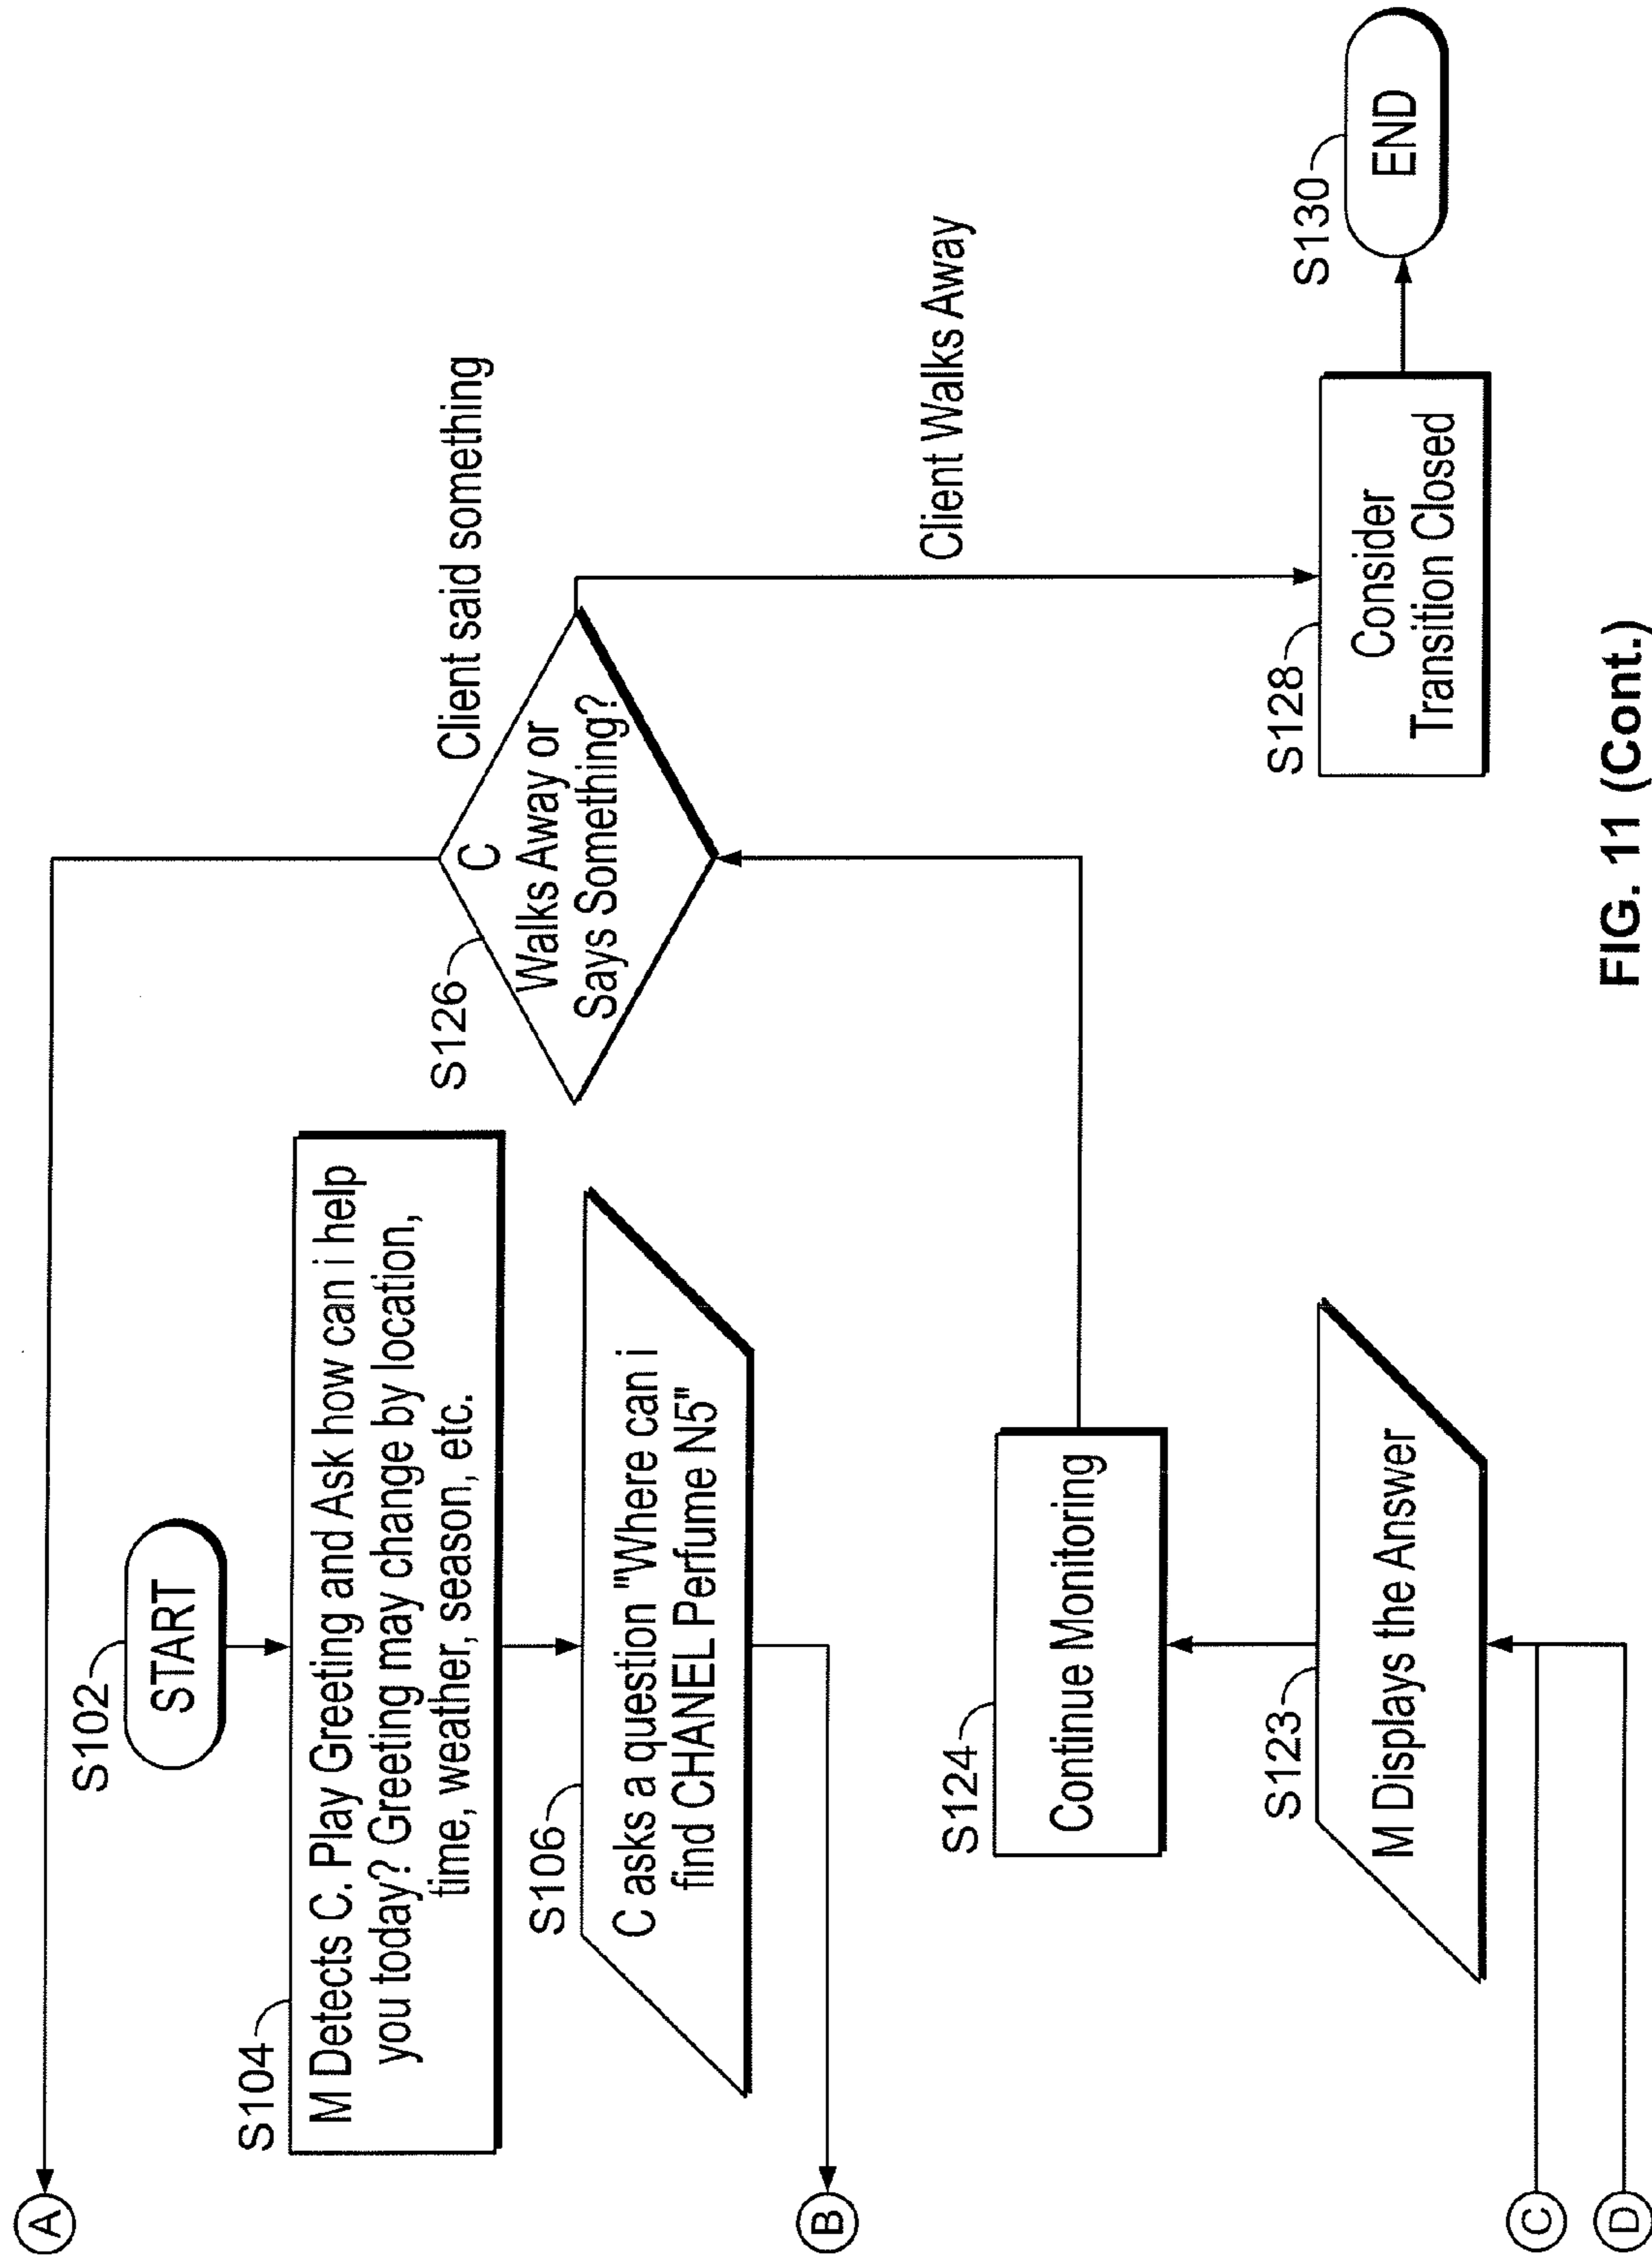 A
S102
START
S104
M Detects C. Play Greeting and Ask how can i help
you today? Greeting may change by location,
time, weather, season, etc.
S106
C asks a question "Where can i
find CHANEL Perfume N5"
B
S126
C
Walks Away or
Says Something?
Client said something
Client Walks Away
S124
Continue Monitoring
S123
M Displays the Answer
C
D
S128
Consider
Transition Closed
S130
END
FIG. 11 (Cont.)